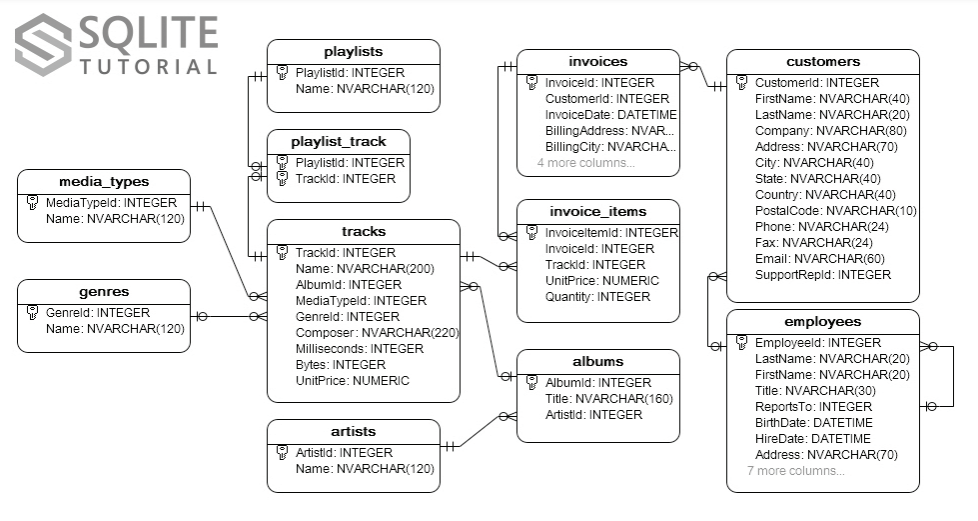 SQLITE
TUTORIAL
playlists
PlaylistId: INTEGER
Name: NVARCHAR(120)
playlist_track
PlaylistId: INTEGER
TrackId: INTEGER
media_types
MediaTypeId: INTEGER
Name: NVARCHAR(120)
genres
GenreId: INTEGER
Name: NVARCHAR(120)
tracks
TrackId: INTEGER
Name: NVARCHAR(200)
AlbumId: INTEGER
MediaTypeId: INTEGER
GenreId: INTEGER
Composer: NVARCHAR(220)
Milliseconds: INTEGER
Bytes: INTEGER
UnitPrice: NUMERIC
artists
ArtistId: INTEGER
Name: NVARCHAR(120)
invoices
InvoiceId: INTEGER
CustomerId: INTEGER
InvoiceDate: DATETIME
BillingAddress: NVAR...
BillingCity: NVARCHA...
4 more columns...
invoice_items
InvoiceItemId: INTEGER
InvoiceId: INTEGER
TrackId: INTEGER
UnitPrice: NUMERIC
Quantity: INTEGER
albums
AlbumId: INTEGER
Title: NVARCHAR(160)
ArtistId: INTEGER
customers
CustomerId: INTEGER
FirstName: NVARCHAR(40)
LastName: NVARCHAR(20)
Company: NVARCHAR(80)
Address: NVARCHAR(70)
City: NVARCHAR(40)
State: NVARCHAR(40)
Country: NVARCHAR(40)
PostalCode: NVARCHAR(10)
Phone: NVARCHAR(24)
Fax: NVARCHAR(24)
Email: NVARCHAR(60)
SupportRepId: INTEGER
employees
EmployeeId: INTEGER
LastName: NVARCHAR(20)
FirstName: NVARCHAR(20)
Title: NVARCHAR(30)
ReportsTo: INTEGER
BirthDate: DATETIME
HireDate: DATETIME
Address: NVARCHAR(70)
7 more columns...